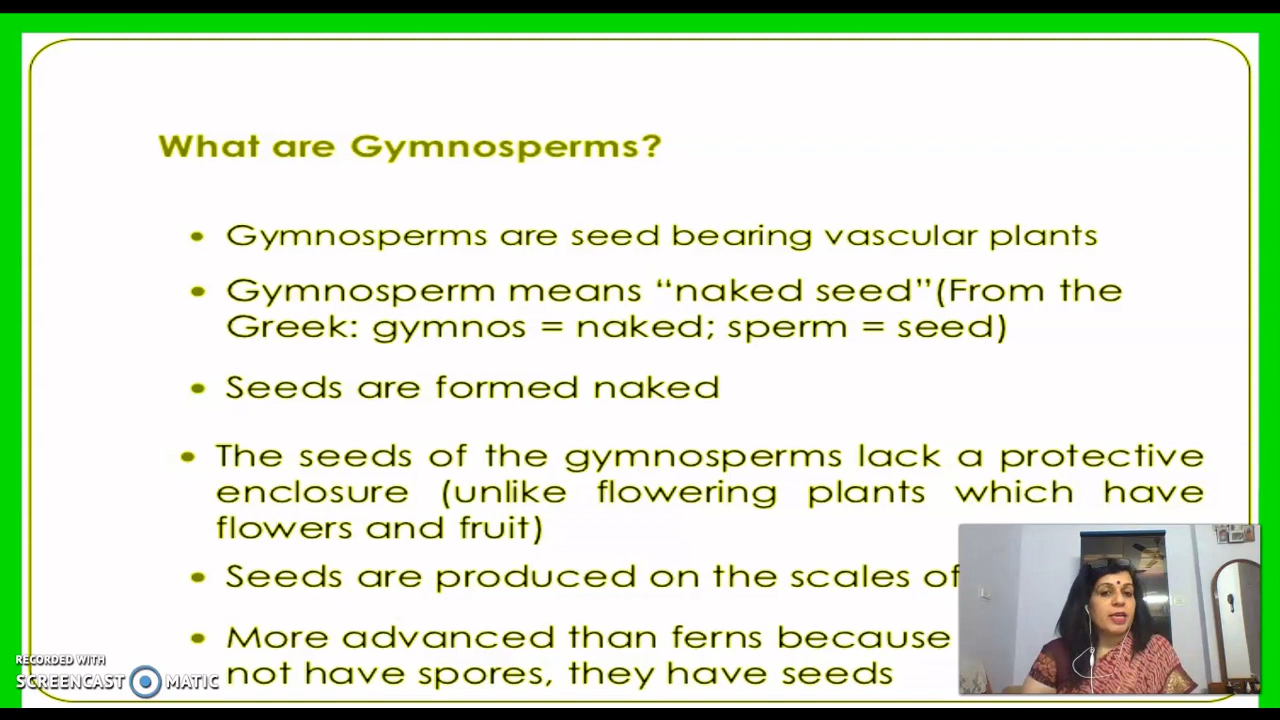 What are Gymnosperms?
• Gymnosperms are seed bearing vascular plants
• Gymnosperm means “naked seed”(From the
Greek: gymnos = naked; sperm = seed)
• Seeds are formed naked
• The seeds of the gymnosperms lack a protective
enclosure (unlike flowering plants which have
flowers and fruit)
• Seeds are produced on the scales of
• More advanced than ferns because
not have spores, they have seeds
RECORDED WITH
SCREENCAST MATIC